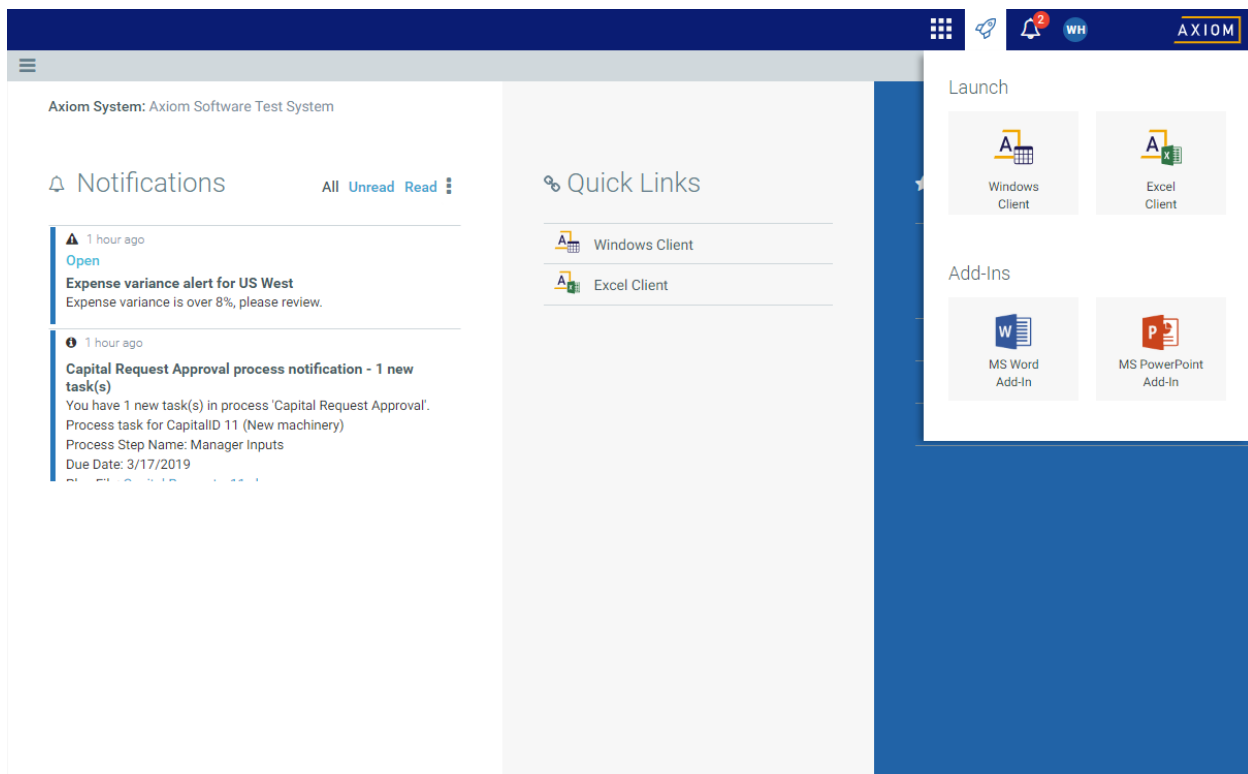 2
WH
AXIOM
Axiom System: Axiom Software Test System
Notifications
All Unread Read
1 hour ago
Open
Expense variance alert for US West
Expense variance is over 8%, please review.
1 hour ago
Capital Request Approval process notification - 1 new
task(s)
You have 1 new task(s) in process 'Capital Request Approval'.
Process task for CapitalID 11 (New machinery)
Process Step Name: Manager Inputs
Due Date: 3/17/2019
Quick Links
Windows Client
Excel Client
Launch
Windows
Client
Excel
Client
Add-Ins
MS Word
Add-In
MS PowerPoint
Add-In